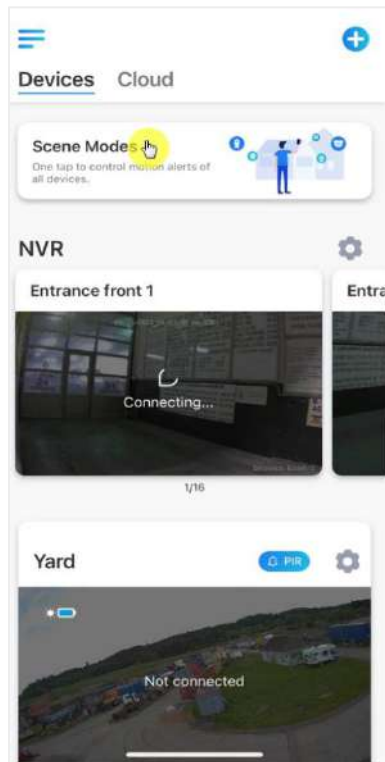 Devices Cloud
Scene Modes
One tap to control motion alerts of
all devices.
NVR
Entrance front 1
Entra
Connecting...
1/16
Yard
PIR
Not connected